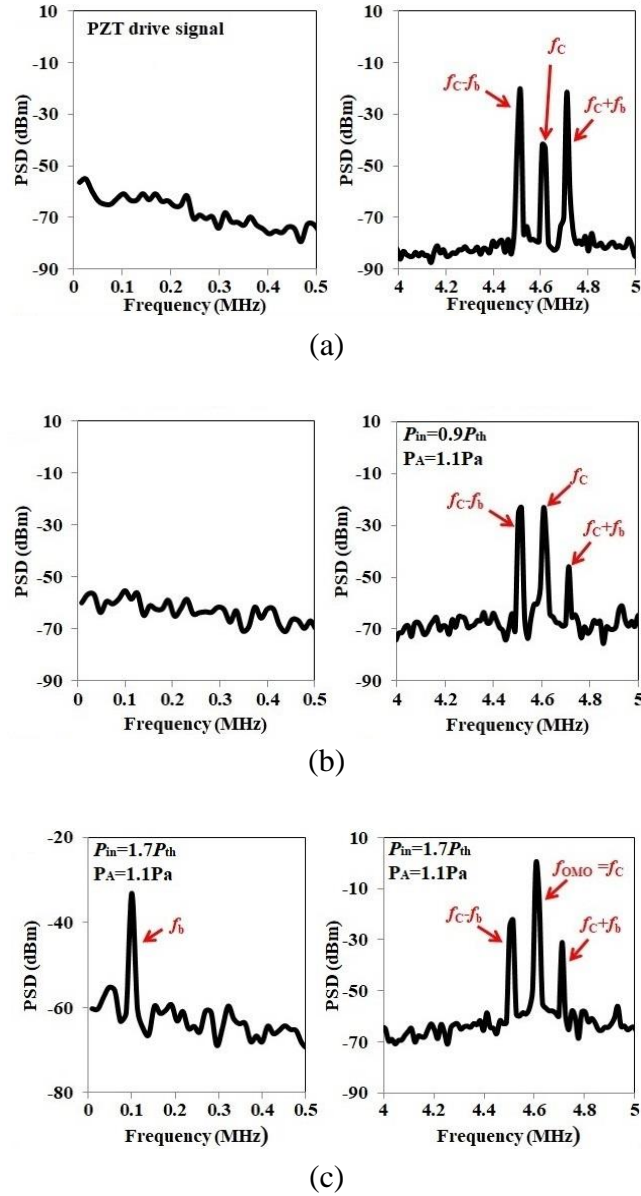 PZT drive signal
PSD (dBm)
10
-10
-30
-50
-70
-90
0 0.1 0.2 0.3 0.4 0.5
Frequency (MHz)
PSD (dBm)
10
-10
-30
-50
-70
-90
fC-fb
fC
fC+fb
4 4.2 4.4 4.6 4.8 5
Frequency (MHz)
(a)
PSD (dBm)
10
-10
-30
-50
-70
-90
0 0.1 0.2 0.3 0.4 0.5
Frequency (MHz)
PSD (dBm)
10
-10
-30
-50
-70
-90
Pin=0.9Pth
PA=1.1Pa
fC-fb
fC
fC+fb
4 4.2 4.4 4.6 4.8 5
Frequency (MHz)
(b)
PSD (dBm)
-20
-40
-60
-80
Pin=1.7Pth
PA=1.1Pa
fb
0 0.1 0.2 0.3 0.4 0.5
Frequency (MHz)
PSD (dBm)
10
-10
-30
-50
-70
-90
Pin=1.7Pth
PA=1.1Pa
fOMO =fC
fC-fb
fC+fb
4 4.2 4.4 4.6 4.8 5
Frequency (MHz)
(c)